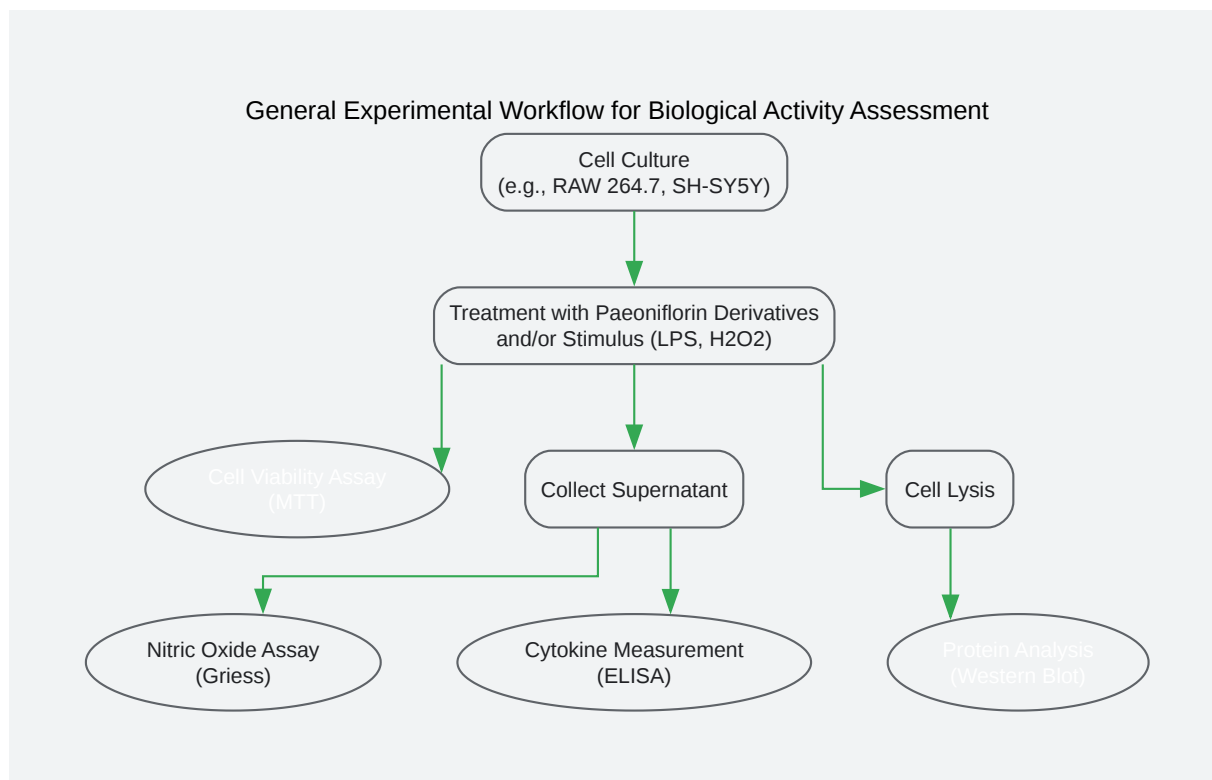 General Experimental Workflow for Biological Activity Assessment
Cell Culture
(e.g., RAW 264.7, SH-SY5Y)
Treatment with Paeoniflorin Derivatives
and/or Stimulus (LPS, H2O2)
Cell Viability Assay
(MTT)
Collect Supernatant
Cell Lysis
Nitric Oxide Assay
(Griess)
Cytokine Measurement
(ELISA)
Protein Analysis
(Western Blot)